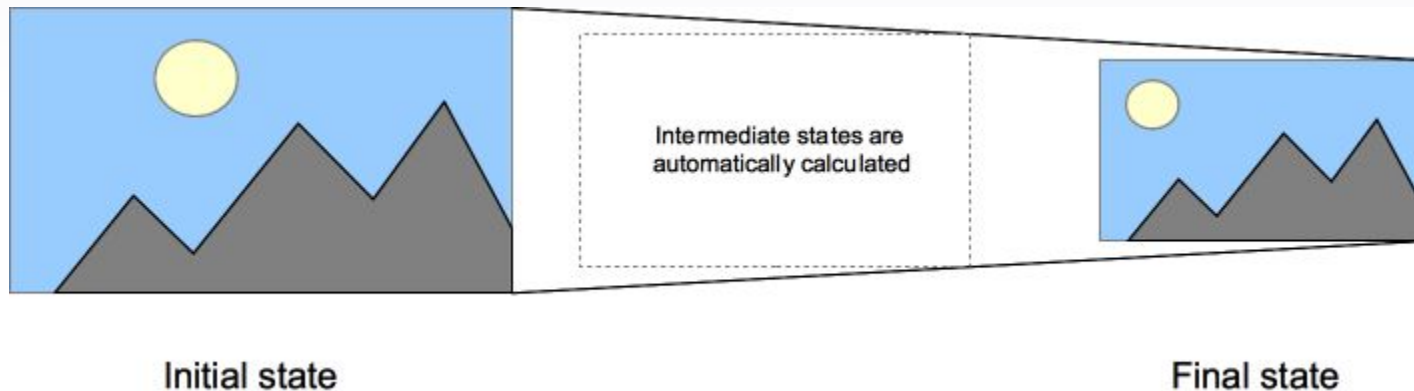 Intermediate states are
automatically calculated
Initial state
Final state